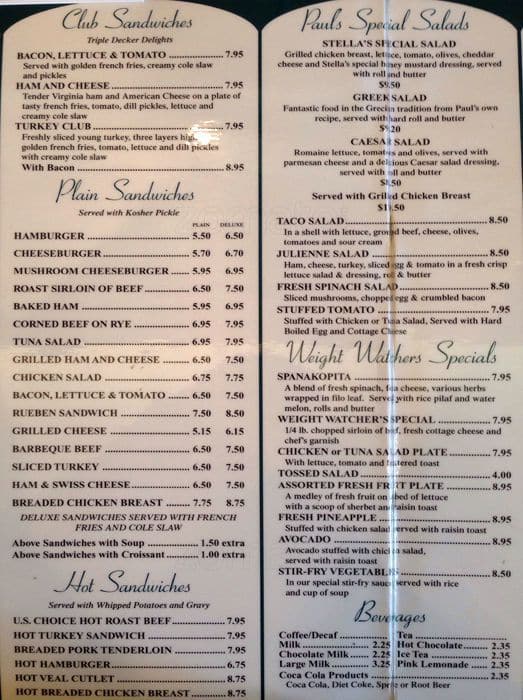 Club Sandwiches
Triple Decker Delights
BACON, LETTUCE & TOMATO ..................... 7.95
Served with golden french fries, creamy cole slaw
and pickles
HAM AND CHEESE ..................... 7.95
Tender Virginia ham and American Cheese on a plate of
tasty french fries, tomato, dill pickles, lettuce and
creamy cole slaw
TURKEY CLUB ..................... 7.95
Freshly sliced young turkey, three layers high,
golden french fries, tomato, lettuce and dill pickles
with creamy cole slaw
With Bacon ..................... 8.95
Plain Sandwiches
Served with Kosher Pickle
PLAIN DELUXE
HAMBURGER ..................... 5.50 6.50
CHEESEBURGER ..................... 5.70 6.70
MUSHROOM CHEESEBURGER ....... 5.95 6.95
ROAST SIRLOIN OF BEEF ..................... 6.50 7.50
BAKED HAM ..................... 5.95 6.95
CORNED BEEF ON RYE ..................... 6.95 7.95
TUNA SALAD ..................... 6.95 7.95
GRILLED HAM AND CHEESE ........... 6.50 7.50
CHICKEN SALAD ..................... 6.75 7.75
BACON, LETTUCE & TOMATO ....... 6.50 7.50
RUEBEN SANDWICH ..................... 7.50 8.50
GRILLED CHEESE ..................... 5.15 6.15
BARBEQUE BEEF ..................... 6.50 7.50
SLICED TURKEY ..................... 6.50 7.50
HAM & SWISS CHEESE ..................... 6.50 7.50
BREADED CHICKEN BREAST ........... 7.75 8.75
DELUXE SANDWICHES SERVED WITH FRENCH
FRIES AND COLE SLAW
Above Sandwiches with Soup ..................... 1.50 extra
Above Sandwiches with Croissant ........... 1.00 extra
Hot Sandwiches
Served with Whipped Potatoes and Gravy
U.S. CHOICE HOT ROAST BEEF ..................... 7.95
HOT TURKEY SANDWICH ..................... 7.95
BREADED PORK TENDERLOIN ..................... 7.95
HOT HAMBURGER ..................... 6.75
HOT VEAL CUTLET ..................... 8.75
HOT BREADED CHICKEN BREAST ........... 8.75
Paul's Special Salads
STELLA'S SPECIAL SALAD
Grilled chicken breast, lettuce, tomato, olives, cheddar
cheese and Stella's special honey mustard dressing, served
with roll and butter
$9.50
GREEK SALAD
Fantastic food in the Grecian tradition from Paul's own
recipe, served with hard roll and butter
$9.20
CAESAR SALAD
Romaine lettuce, tomatoes and olives, served with
parmesan cheese and a delicious Caesar salad dressing,
served with roll and butter
$8.50
Served with Grilled Chicken Breast
.50
TACO SALAD ..................... 8.50
In a shell with lettuce, ground beef, cheese, olives,
tomatoes and sour cream
JULIENNE SALAD ..................... 8.50
Ham, cheese, turkey, sliced egg & tomato in a fresh crisp
lettuce salad & dressing, roll & butter
FRESH SPINACH SALAD ..................... 8.50
Sliced mushrooms, chopped egg & crumbled bacon
STUFFED TOMATO ..................... 7.95
Stuffed with Chicken or Tuna Salad, Served with Hard
Boiled Egg and Cottage Cheese
Weight Watchers Specials
SPANAKOPITA ..................... 7.95
A blend of fresh spinach, feta cheese, various herbs
wrapped in filo leaf. Served with rice pilaf and water
melon, rolls and butter
WEIGHT WATCHER'S SPECIAL ..................... 7.95
1/4 lb. chopped sirloin of beef, fresh cottage cheese and
chef's garnish
CHICKEN or TUNA SALAD PLATE ........... 7.95
With lettuce, tomato and buttered toast
TOSSED SALAD ..................... 4.00
ASSORTED FRESH FRUIT PLATE ........... 8.95
A medley of fresh fruit on a bed of lettuce
with a scoop of sherbet and raisin toast
FRESH PINEAPPLE ..................... 8.95
Stuffed with chicken salad, served with raisin toast
AVOCADO ..................... 8.95
Avocado stuffed with chicken salad,
served with raisin toast
STIR-FRY VEGETABLES ..................... 8.50
In our special stir-fry sauce served with rice
and cup of soup
Beverages
Coffee/Decaf ........... Tea ...........
Milk ........... 2.25 Hot Chocolate ....... 2.35
Chocolate Milk .... 2.25 Ice Tea ........... 2.35
Large Milk ........... 3.25 Pink Lemonade ..... 2.35
Coca Cola Products ..................... 2.35
Coca Cola, Diet Coke, Sprite or Root Beer